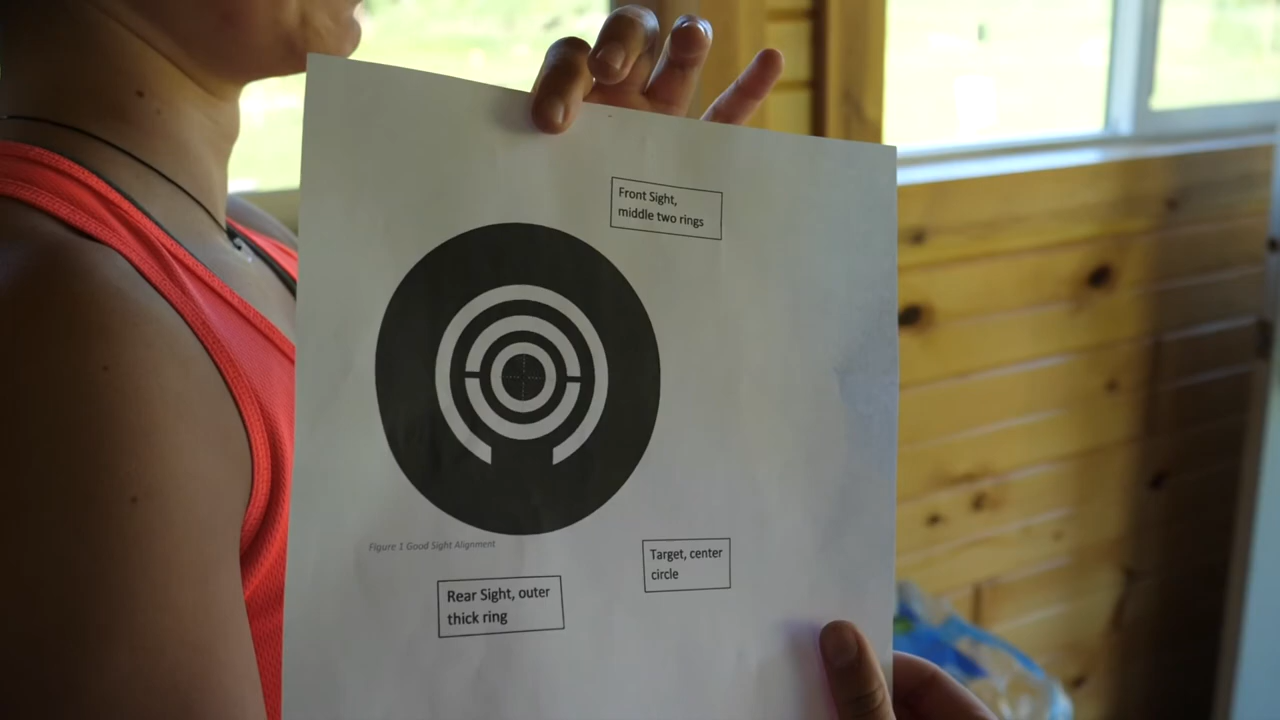 Front Sight,
middle two rings
Figure 1 Good Sight Alignment
Target, center
circle
Rear Sight, outer
thick ring